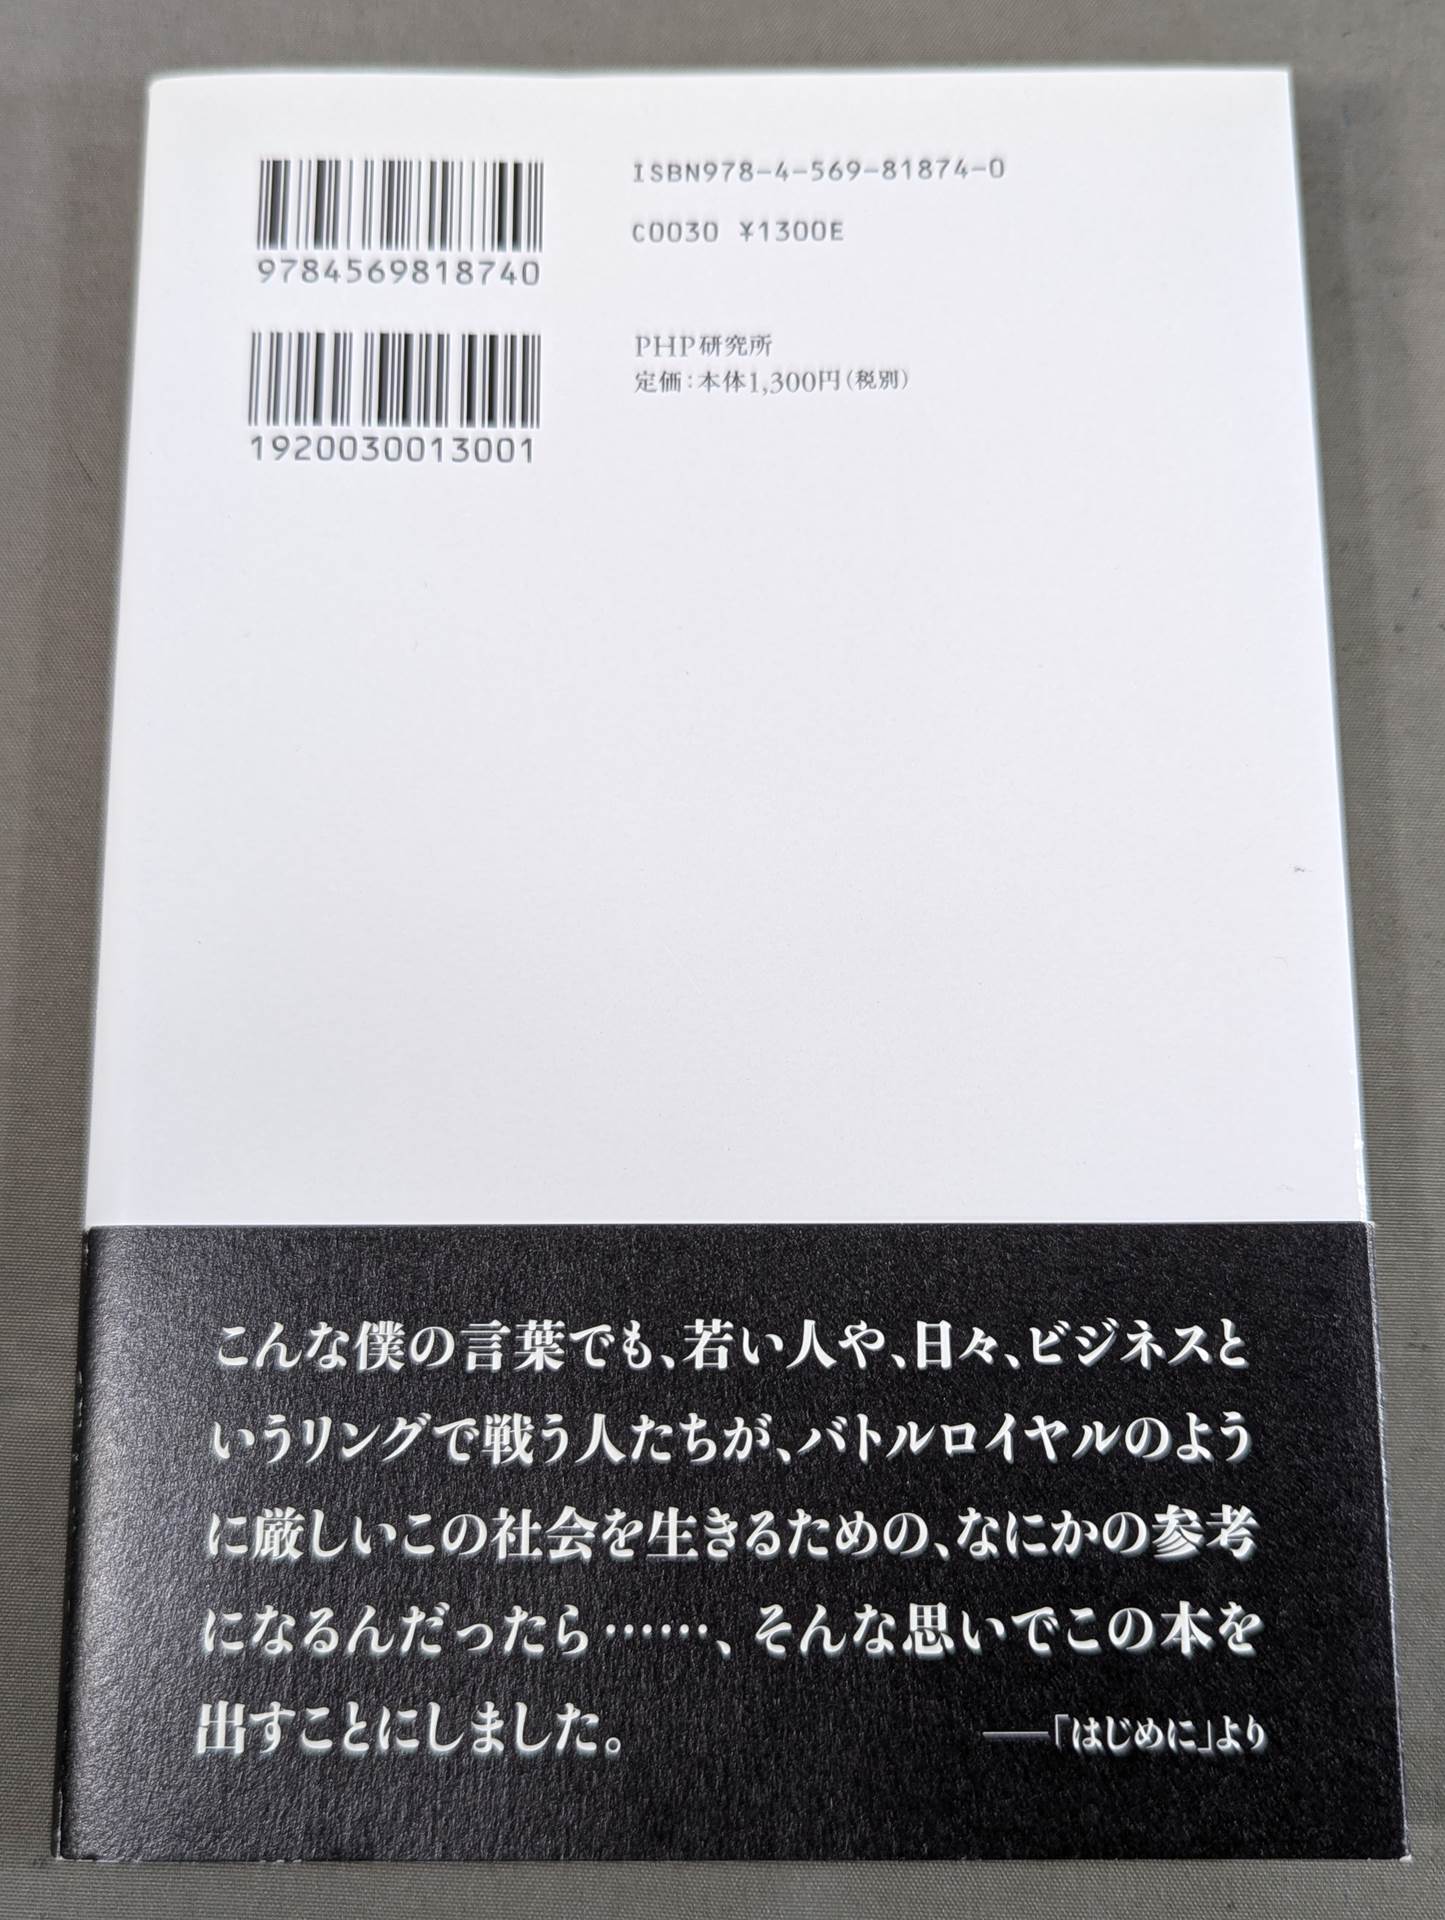 ISBN978-4-569-81874-0
C0030 ¥1300E
9784569818740
PHP研究所
定価:本体1,300円(税別)
1920030013001
こんな僕の言葉でも、若い人や、日々、ビジネスと
いうリングで戦う人たちが、バトルロイヤルのよう
に厳しいこの社会を生きるための、なにかの参考
になるんだったら……、そんな思いでこの本を
出すことにしました。
――「はじめに」より